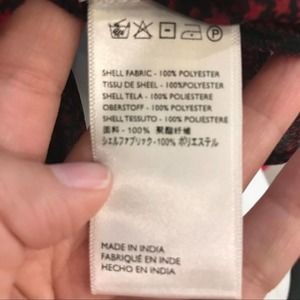 SHELL FABRIC - 100% POLYESTER
TISSU DE SHEEL - 100%POLYESTER
SHELL TELA - 100% POLIESTERE
OBERSTOFF - 100% POLYESTER
SHELL TESSUTO - 100% POLIESTERE
面料 - 100% 聚酯纤维
シェルファブリック-100% ポリエステル
MADE IN INDIA
FABRIQUÉ EN INDE
HECHO EN INDIA